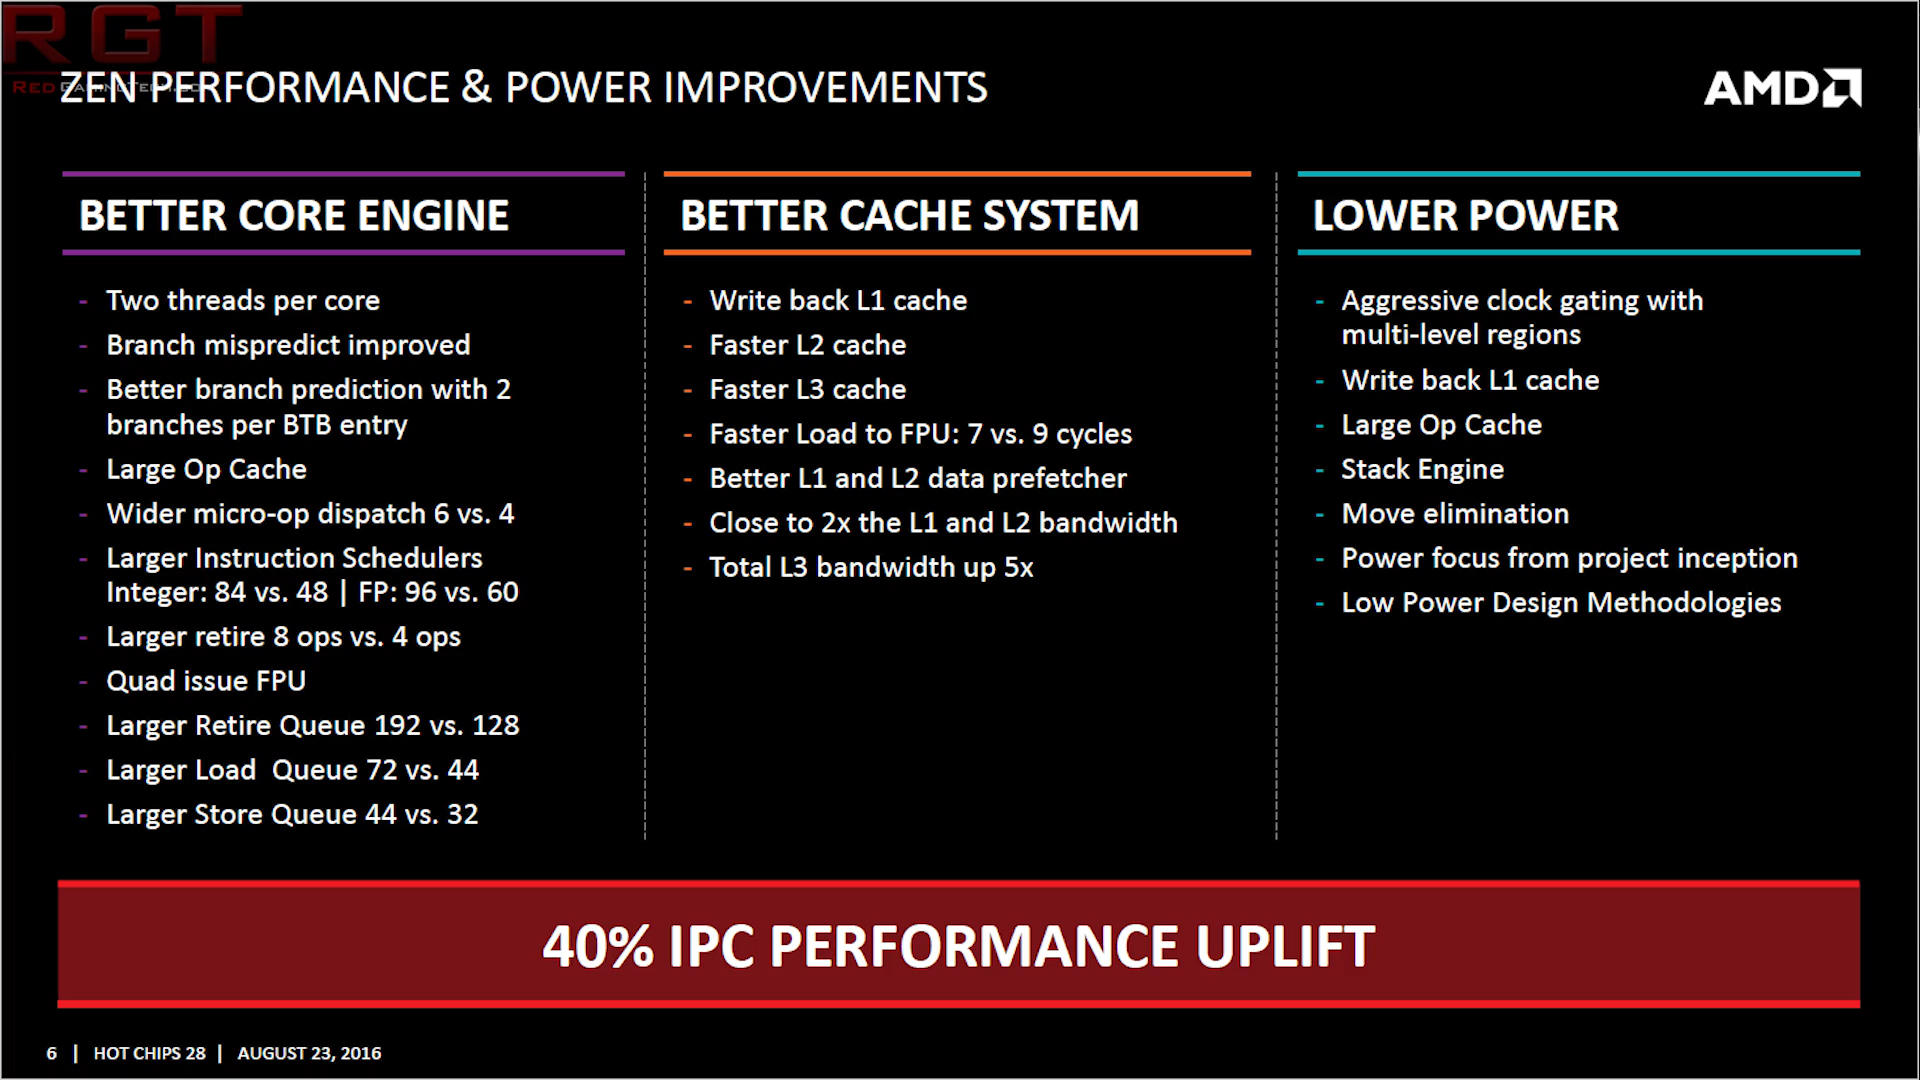 RGT
RED GAMINGTECH.CO
ZEN PERFORMANCE & POWER IMPROVEMENTS
AMD
BETTER CORE ENGINE
- Two threads per core
- Branch mispredict improved
- Better branch prediction with 2
branches per BTB entry
- Large Op Cache
- Wider micro-op dispatch 6 vs. 4
- Larger Instruction Schedulers
Integer: 84 vs. 48 | FP: 96 vs. 60
- Larger retire 8 ops vs. 4 ops
- Quad issue FPU
- Larger Retire Queue 192 vs. 128
- Larger Load  Queue 72 vs. 44
- Larger Store Queue 44 vs. 32
BETTER CACHE SYSTEM
- Write back L1 cache
- Faster L2 cache
- Faster L3 cache
- Faster Load to FPU: 7 vs. 9 cycles
- Better L1 and L2 data prefetcher
- Close to 2x the L1 and L2 bandwidth
- Total L3 bandwidth up 5x
LOWER POWER
- Aggressive clock gating with
multi-level regions
- Write back L1 cache
- Large Op Cache
- Stack Engine
- Move elimination
- Power focus from project inception
- Low Power Design Methodologies
40% IPC PERFORMANCE UPLIFT
6 | HOT CHIPS 28 | AUGUST 23, 2016